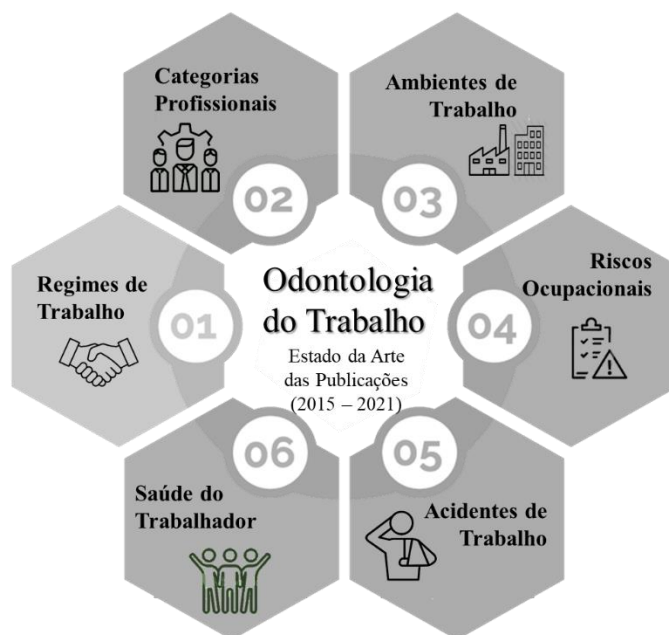 Odontologia
do Trabalho
Estado da Arte
das Publicações
(2015 – 2021)
01
Regimes de
Trabalho
02
Categorias
Profissionais
03
Ambientes de
Trabalho
04
Riscos
Ocupacionais
05
Acidentes de
Trabalho
06
Saúde do
Trabalhador